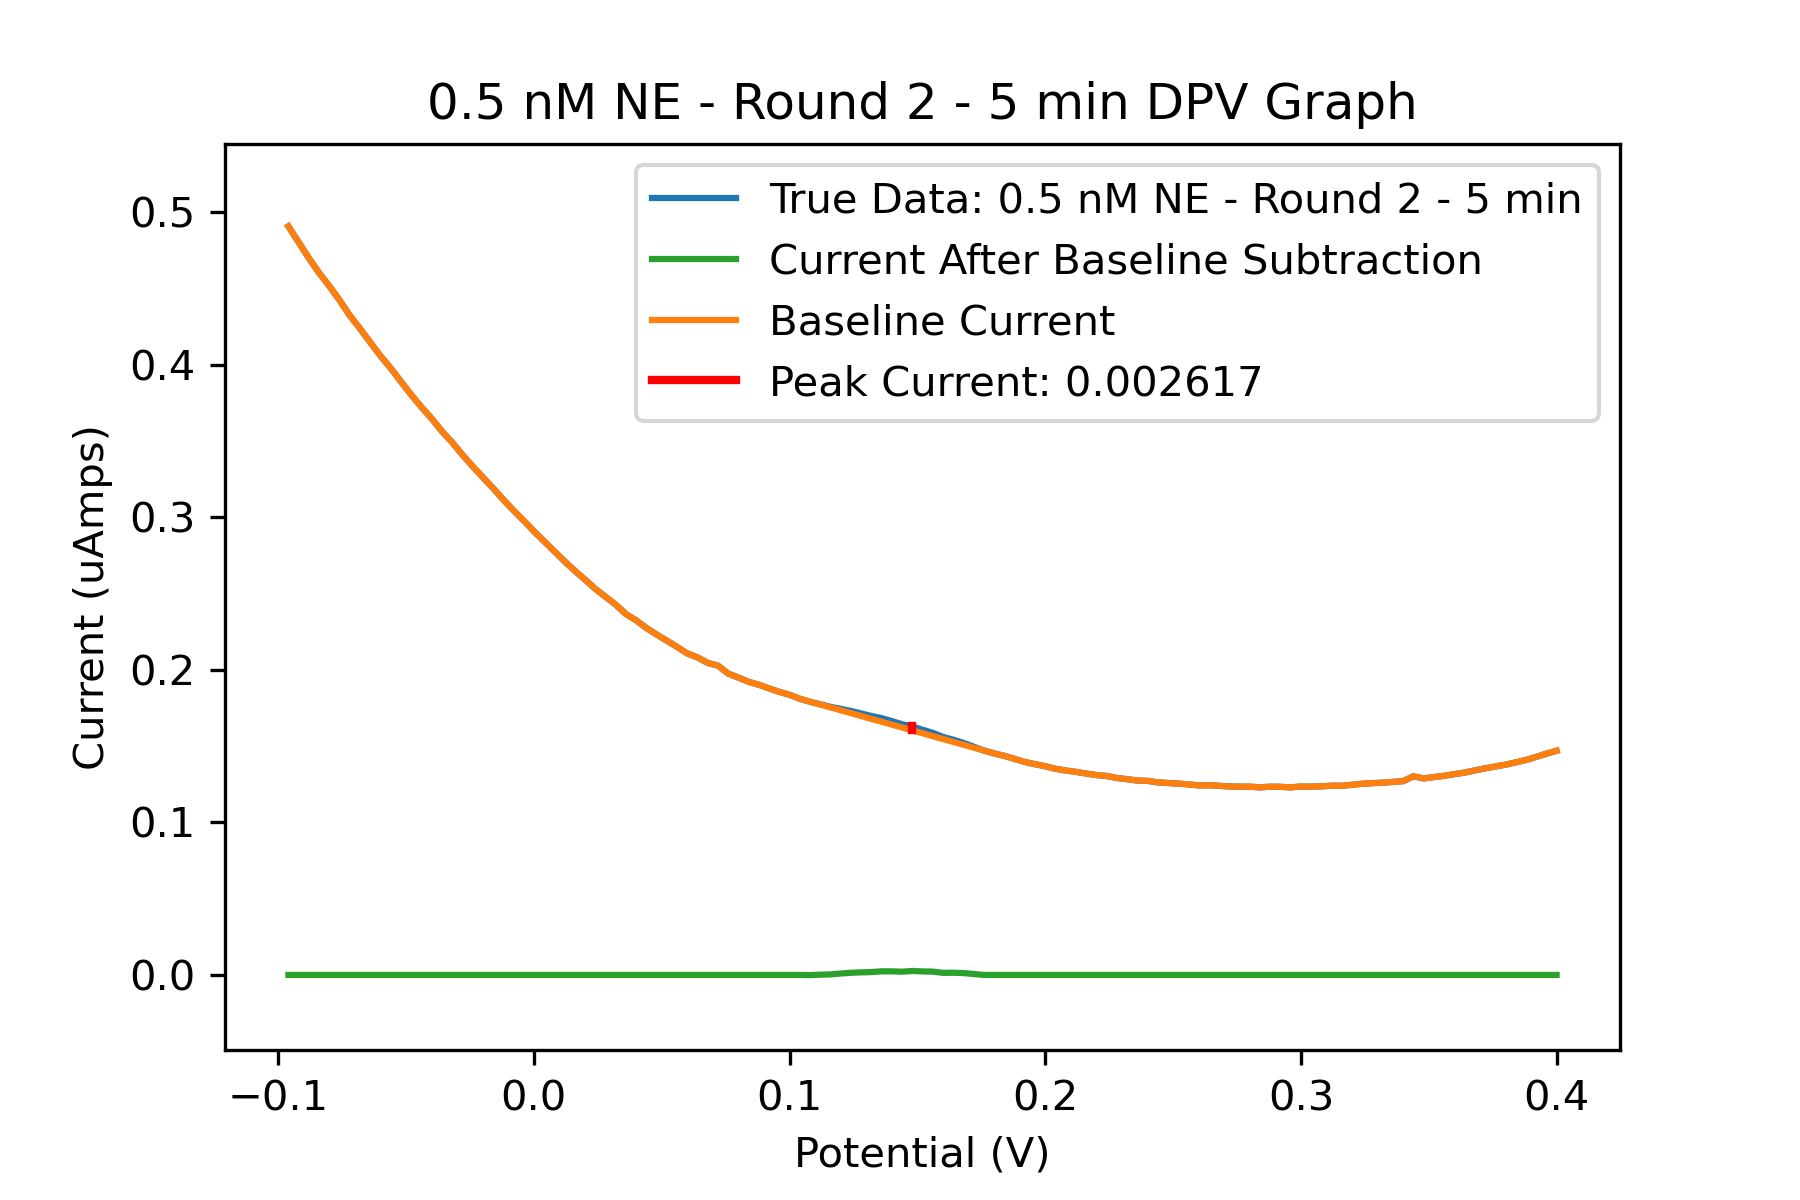 0.5 nM NE - Round 2 - 5 min DPV Graph
True Data: 0.5 nM NE - Round 2 - 5 min
Current After Baseline Subtraction
Baseline Current
Peak Current: 0.002617
Current (uAmps)
0.5
0.4
0.3
0.2
0.1
0.0
−0.1 0.0 0.1 0.2 0.3 0.4
Potential (V)